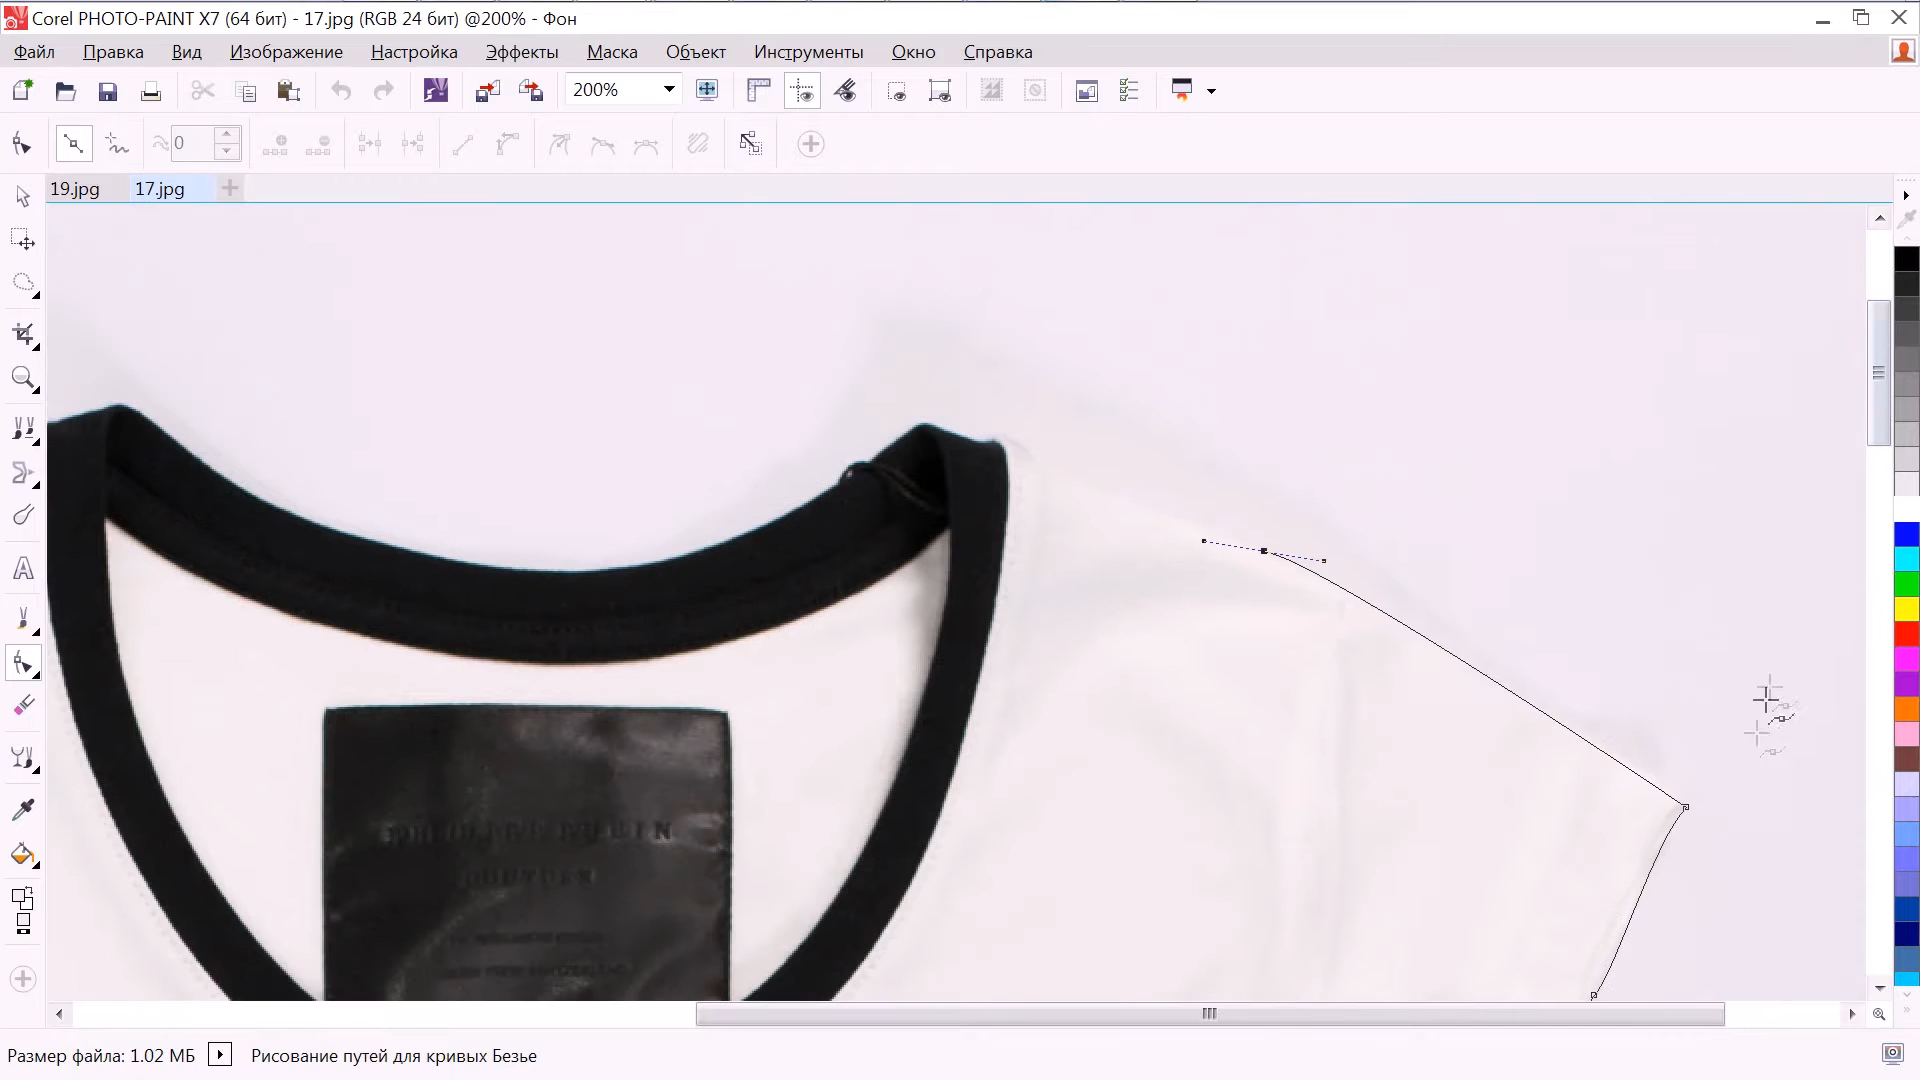 Corel PHOTO-PAINT X7 (64 бит) - 17.jpg (RGB 24 бит) @200% - Фон
Файл Правка Вид Изображение Настройка Эффекты Маска Объект Инструменты Окно Справка
200%
0
19.jpg 17.jpg
Размер файла: 1.02 МБ Рисование путей для кривых Безье